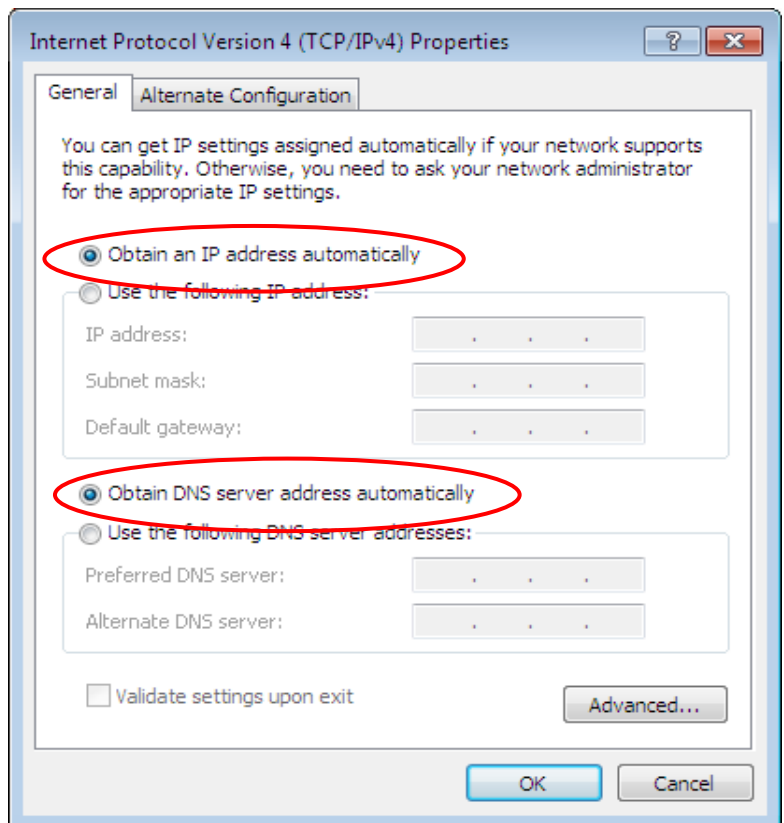 Internet Protocol Version 4 (TCP/IPv4) Properties
General
Alternate Configuration
You can get IP settings assigned automatically if your network supports
this capability. Otherwise, you need to ask your network administrator
for the appropriate IP settings.
Obtain an IP address automatically
Use the following IP address:
IP address:
Subnet mask:
Default gateway:
Obtain DNS server address automatically
Use the following DNS server addresses:
Preferred DNS server:
Alternate DNS server:
Validate settings upon exit
Advanced...
OK
Cancel